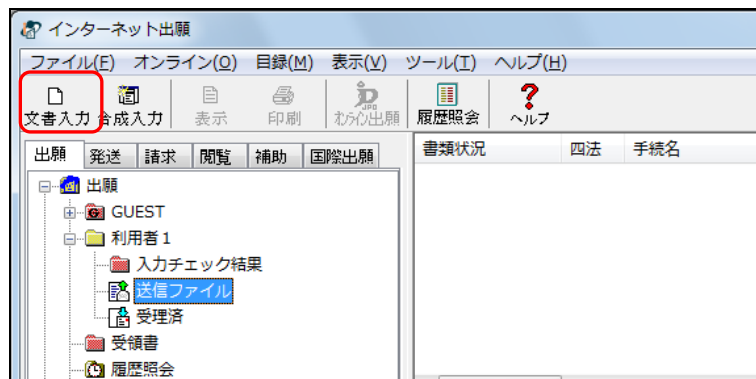 インターネット出願
ファイル(F) オンライン(O) 目録(M) 表示(V) ツール(T) ヘルプ(H)
文書入力 合成入力 表示 印刷 オンライン出願 履歴照会 ヘルプ
出願 発送 請求 閲覧 補助 国際出願
書類状況 四法 手続名
出願
GUEST
利用者1
入力チェック結果
送信ファイル
受理済
受領書
履歴照会